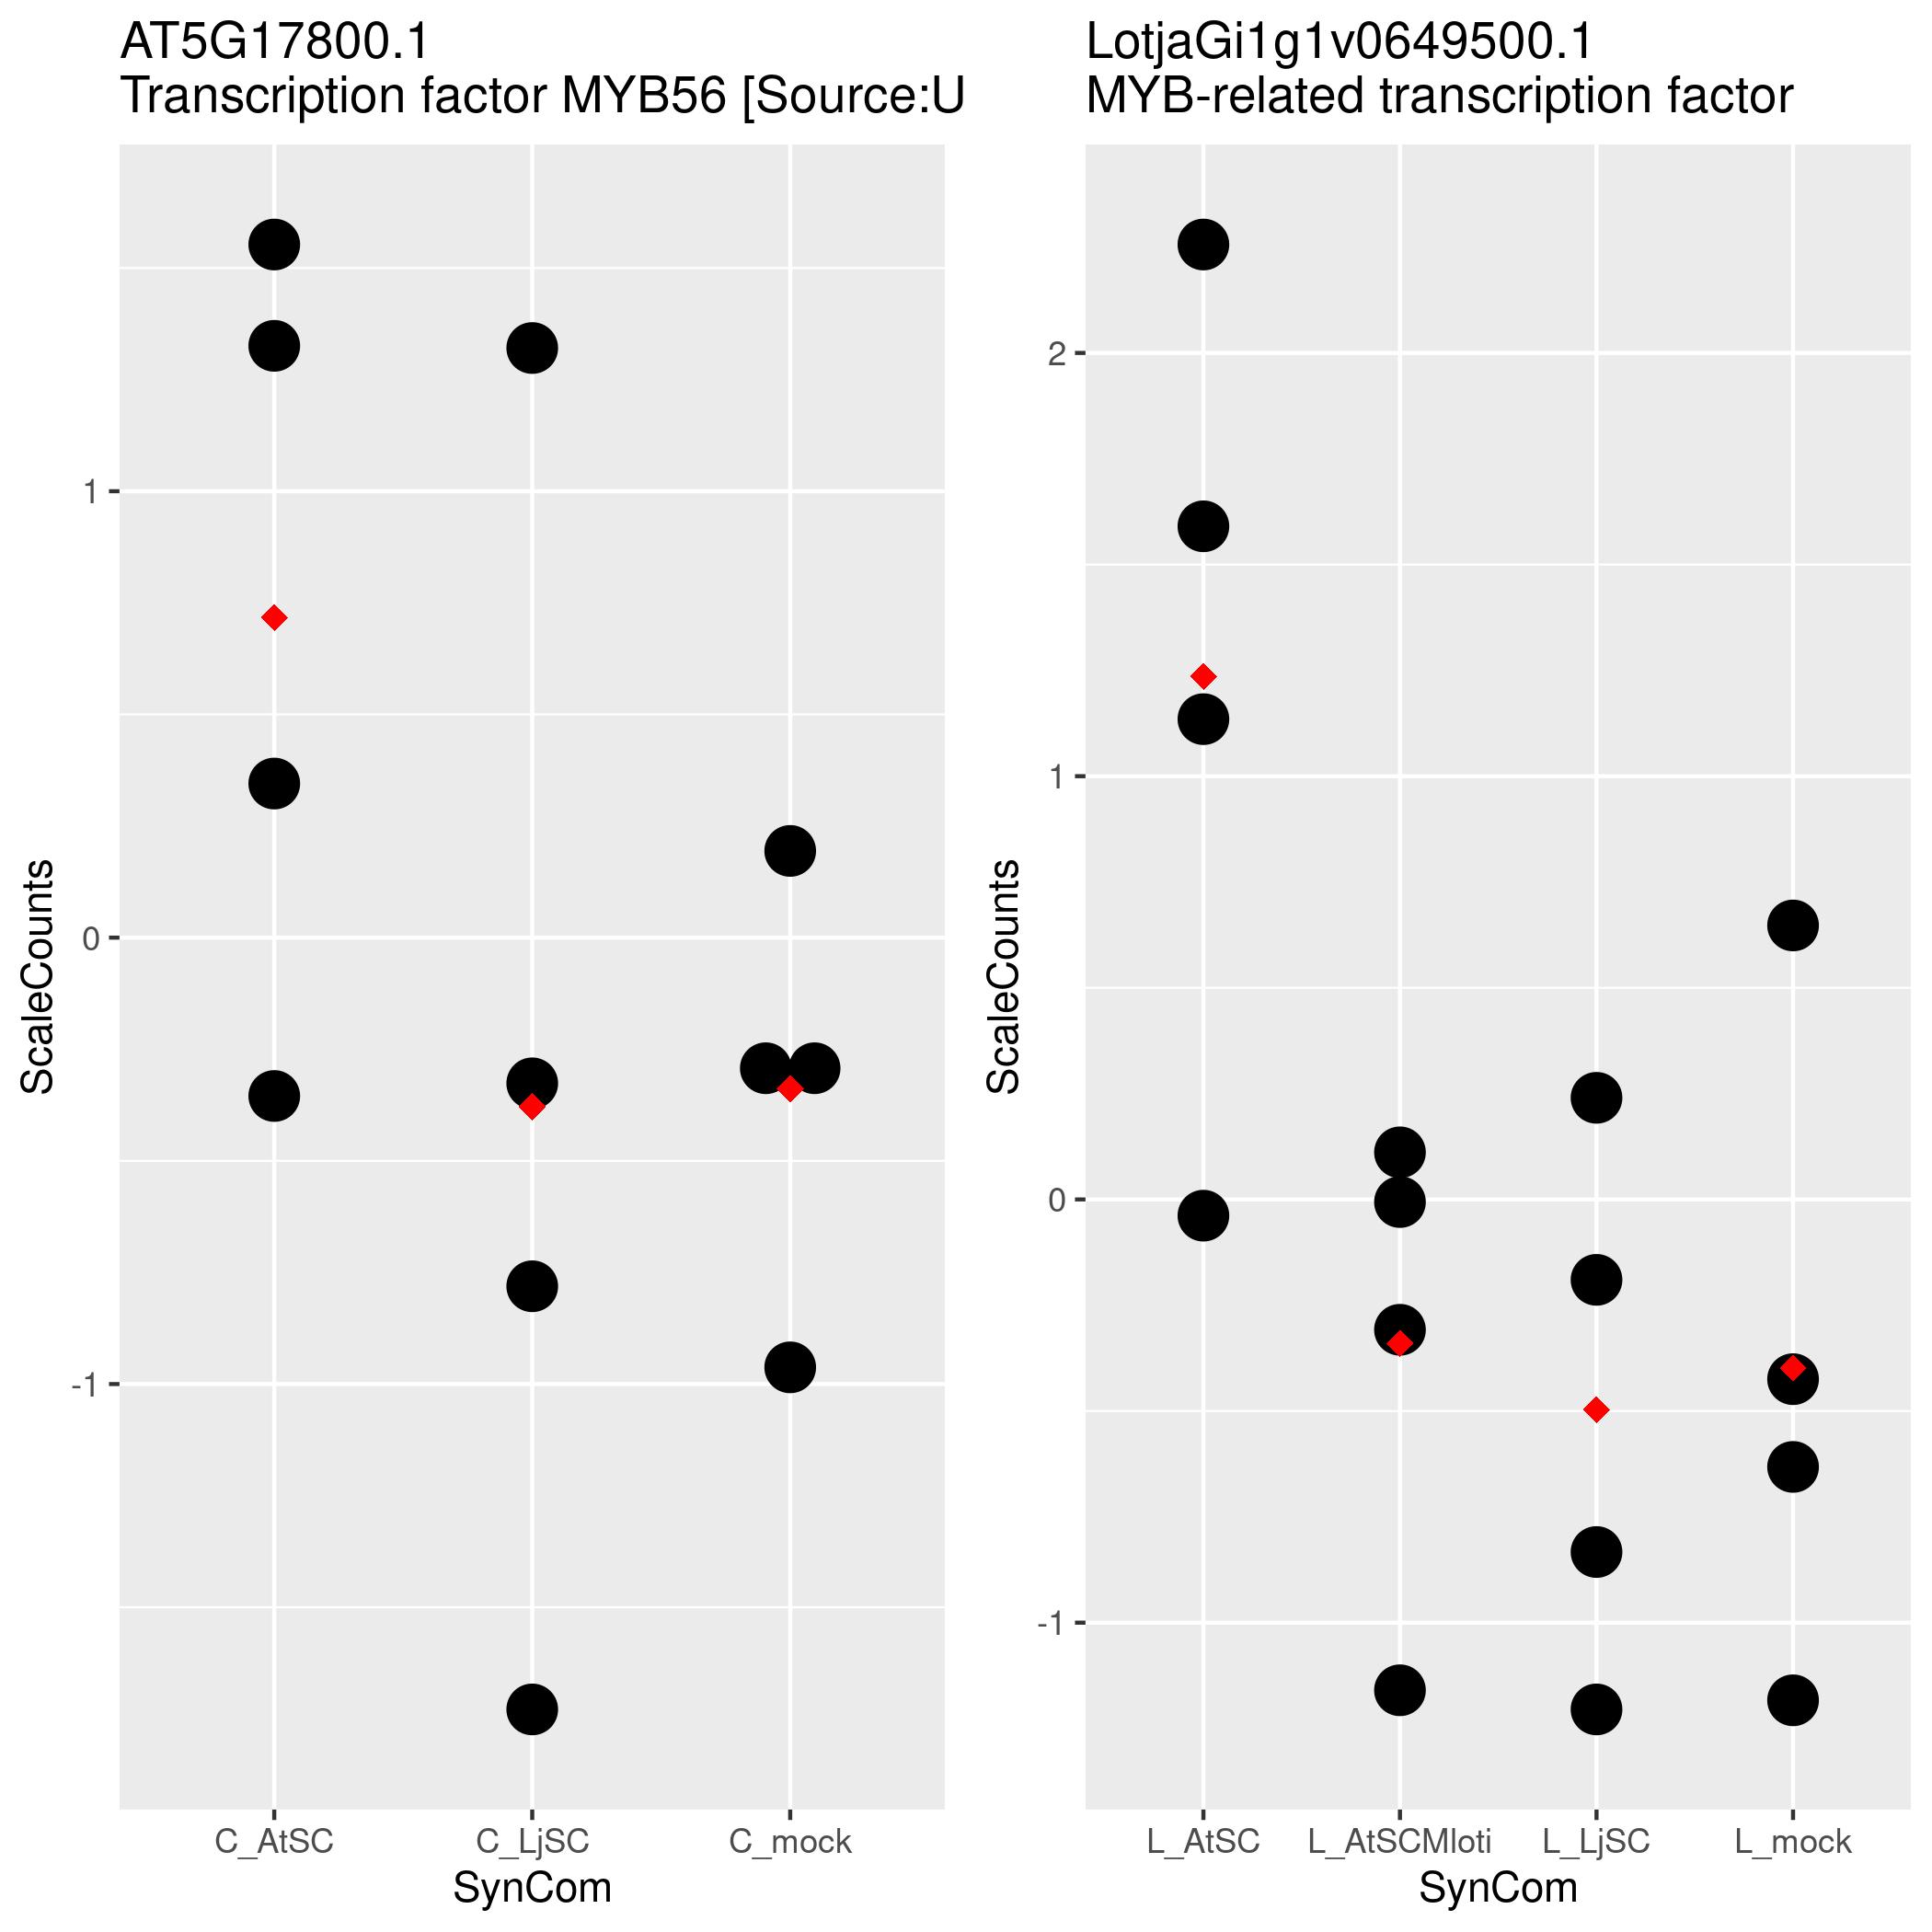 AT5G17800.1
Transcription factor MYB56 [Source:U
ScaleCounts
1
0
-1
C_AtSC
C_LjSC
C_mock
SynCom
LotjaGi1g1v0649500.1
MYB-related transcription factor
ScaleCounts
2
1
0
-1
L_AtSC
L_AtSCMloti
L_LjSC
L_mock
SynCom